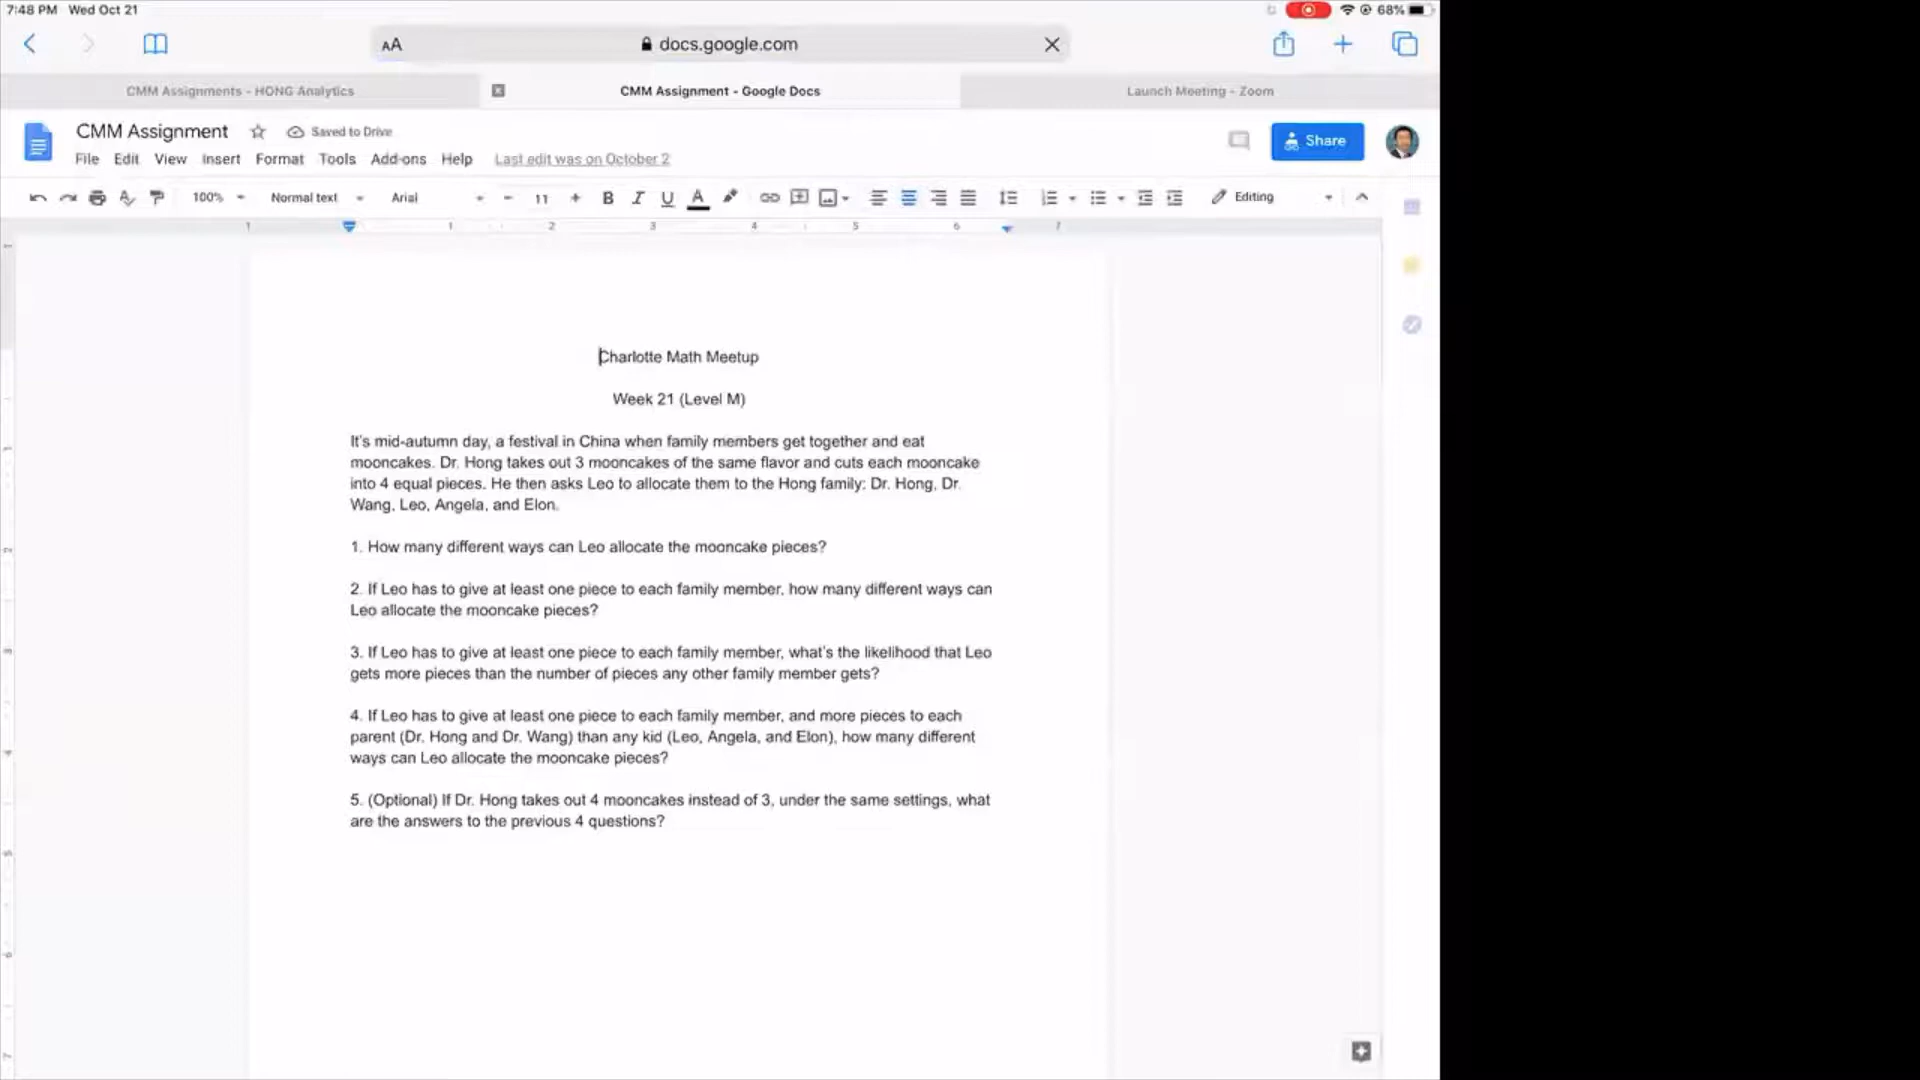 7:48 PM Wed Oct 21
68%
AA
docs.google.com
CMM Assignments - HONG Analytics
CMM Assignment - Google Docs
Launch Meeting - Zoom
CMM Assignment
Saved to Drive
Share
File Edit View Insert Format Tools Add-ons Help Last edit was on October 2
100% Normal text Arial - 11 + B I U A Editing
1 1 2 3 4 5 6 7
Charlotte Math Meetup
Week 21 (Level M)
It's mid-autumn day, a festival in China when family members get together and eat
mooncakes. Dr. Hong takes out 3 mooncakes of the same flavor and cuts each mooncake
into 4 equal pieces. He then asks Leo to allocate them to the Hong family: Dr. Hong, Dr.
Wang, Leo, Angela, and Elon.
1. How many different ways can Leo allocate the mooncake pieces?
2. If Leo has to give at least one piece to each family member, how many different ways can
Leo allocate the mooncake pieces?
3. If Leo has to give at least one piece to each family member, what's the likelihood that Leo
gets more pieces than the number of pieces any other family member gets?
4. If Leo has to give at least one piece to each family member, and more pieces to each
parent (Dr. Hong and Dr. Wang) than any kid (Leo, Angela, and Elon), how many different
ways can Leo allocate the mooncake pieces?
5. (Optional) If Dr. Hong takes out 4 mooncakes instead of 3, under the same settings, what
are the answers to the previous 4 questions?